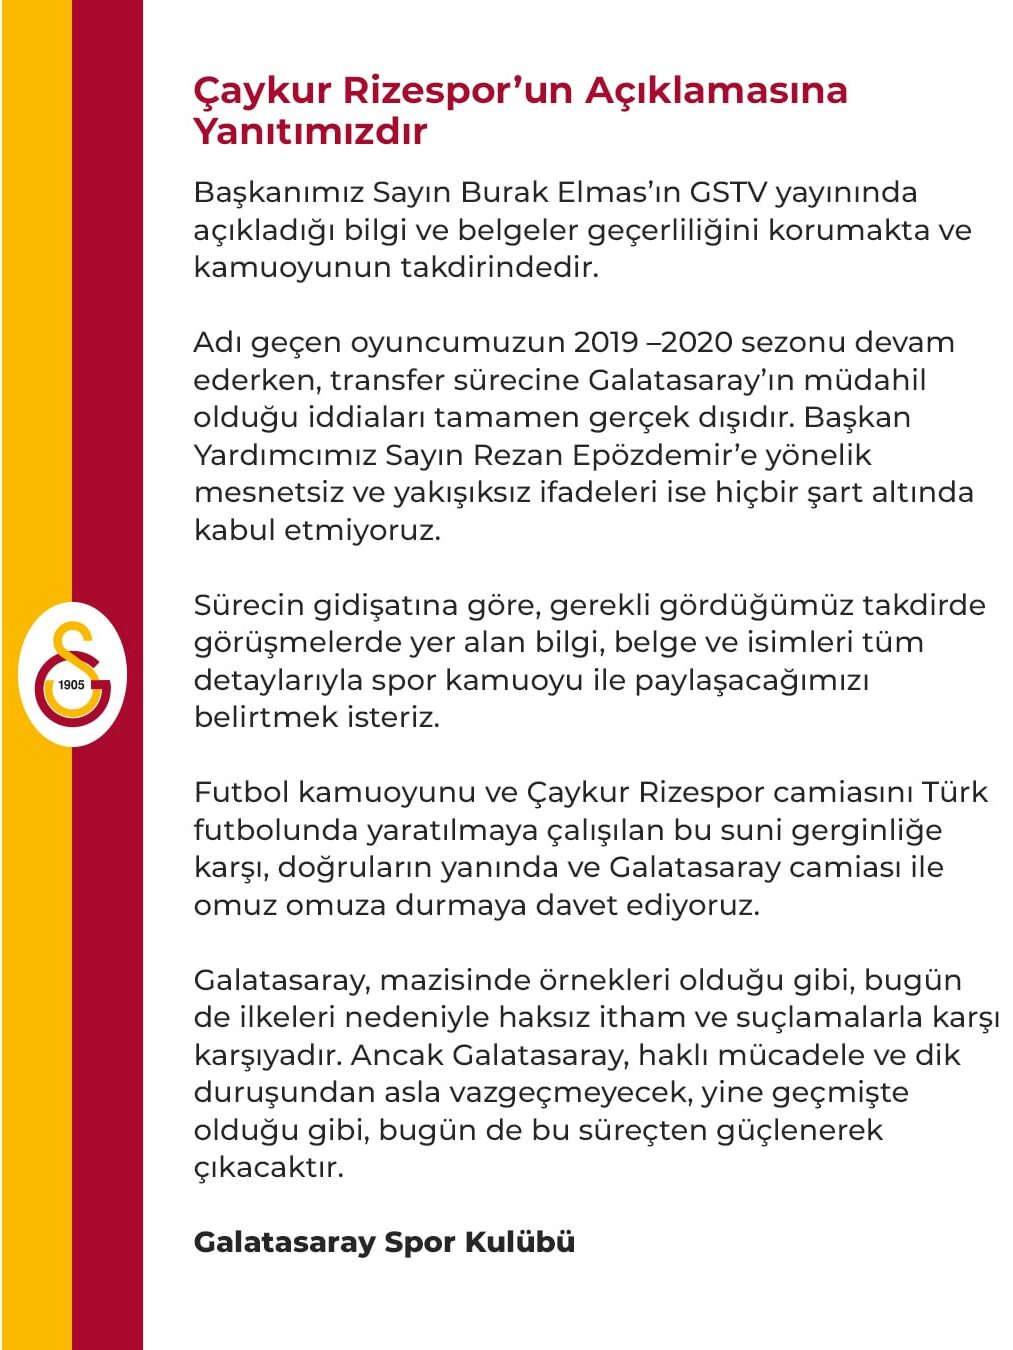 Çaykur Rizespor’un Açıklamasına
Yanıtımızdır
Başkanımız Sayın Burak Elmas’ın GSTV yayınında
açıkladığı bilgi ve belgeler geçerliliğini korumakta ve
kamuoyunun takdirindedir.
Adı geçen oyuncumuzun 2019 –2020 sezonu devam
ederken, transfer sürecine Galatasaray’ın müdahil
olduğu iddiaları tamamen gerçek dışıdır. Başkan
Yardımcımız Sayın Rezan Epözdemir’e yönelik
mesnetsiz ve yakışıksız ifadeleri ise hiçbir şart altında
kabul etmiyoruz.
Sürecin gidişatına göre, gerekli gördüğümüz takdirde
görüşmelerde yer alan bilgi, belge ve isimleri tüm
detaylarıyla spor kamuoyu ile paylaşacağımızı
belirtmek isteriz.
Futbol kamuoyunu ve Çaykur Rizespor camiasını Türk
futbolunda yaratılmaya çalışılan bu suni gerginliğe
karşı, doğruların yanında ve Galatasaray camiası ile
omuz omuza durmaya davet ediyoruz.
Galatasaray, mazisinde örnekleri olduğu gibi, bugün
de ilkeleri nedeniyle haksız itham ve suçlamalarla karşı
karşıyadır. Ancak Galatasaray, haklı mücadele ve dik
duruşundan asla vazgeçmeyecek, yine geçmişte
olduğu gibi, bugün de bu süreçten güçlenerek
çıkacaktır.
Galatasaray Spor Kulübü
1905